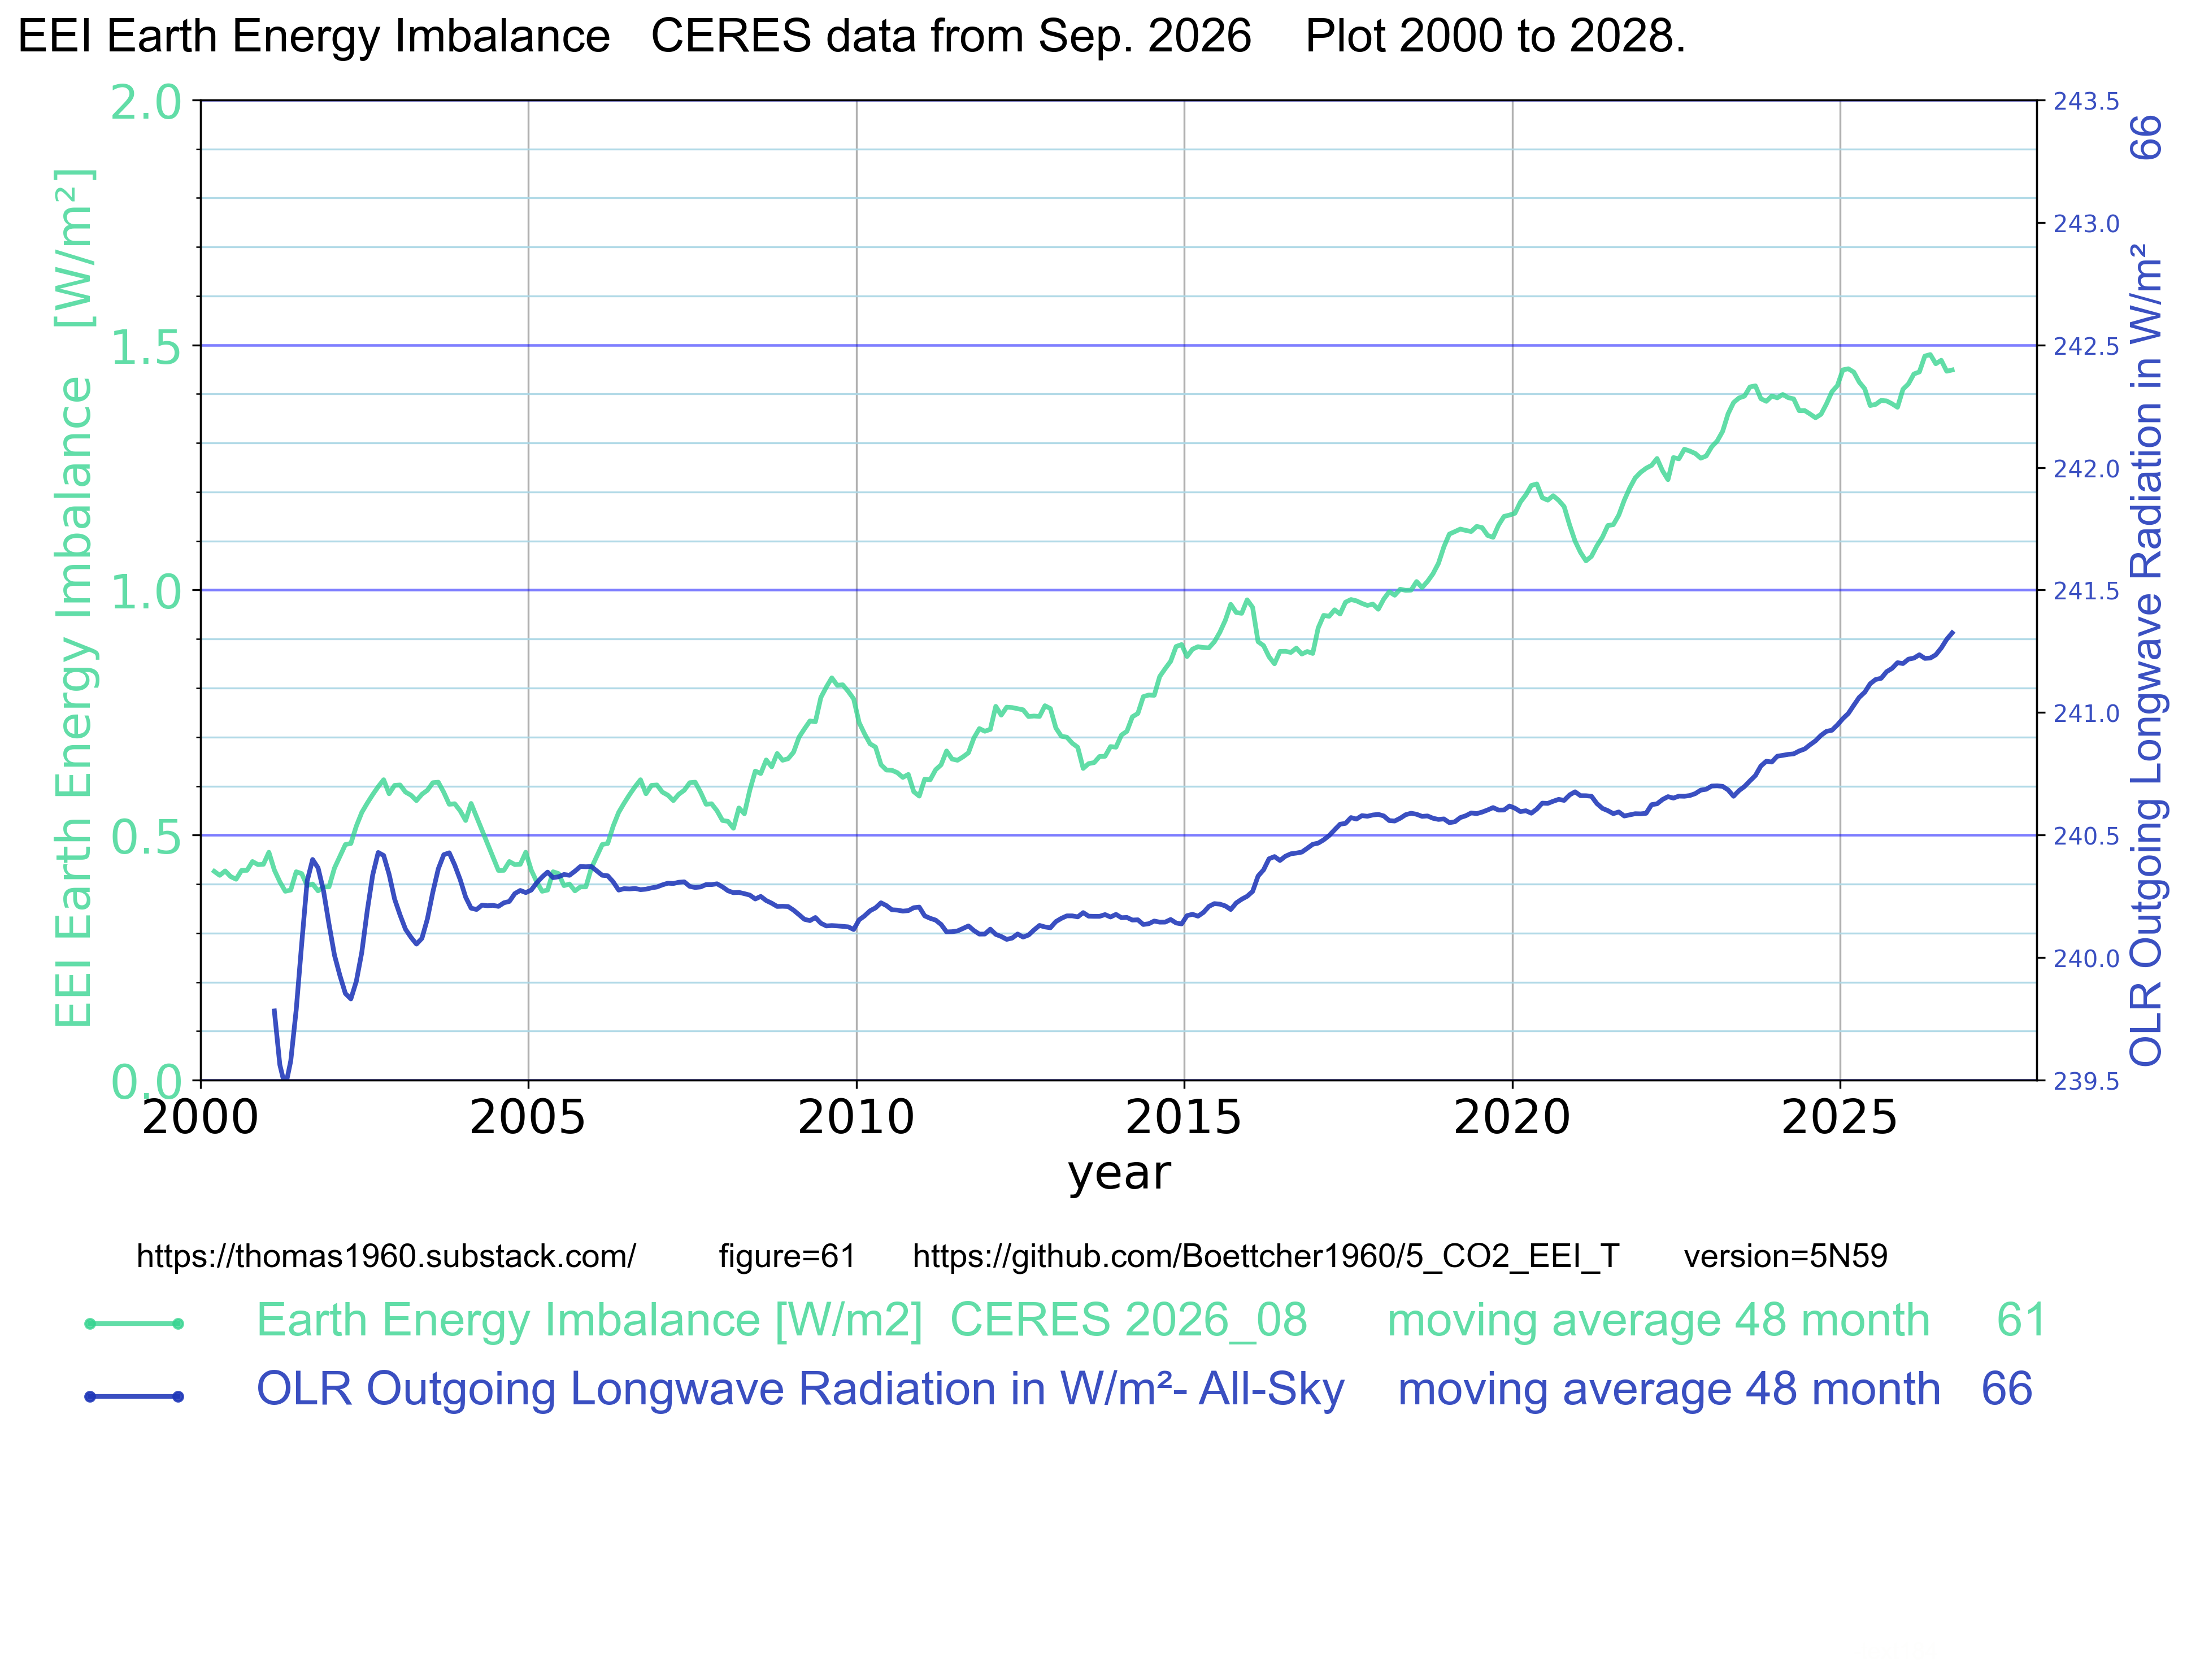 EEI Earth Energy Imbalance CERES data from Sep. 2026 Plot 2000 to 2028.
EEI Earth Energy Imbalance [W/m²]
2.0
1.5
1.0
0.5
0.0
243.5
243.0
242.5
242.0
241.5
241.0
240.5
240.0
239.5
OLR Outgoing Longwave Radiation in W/m² 66
2000 2005 2010 2015 2020 2025
year
https://thomas1960.substack.com/ figure=61 https://github.com/Boettcher1960/5_CO2_EEI_T version=5N59
Earth Energy Imbalance [W/m2] CERES 2026_08 moving average 48 month 61
OLR Outgoing Longwave Radiation in W/m²- All-Sky moving average 48 month 66